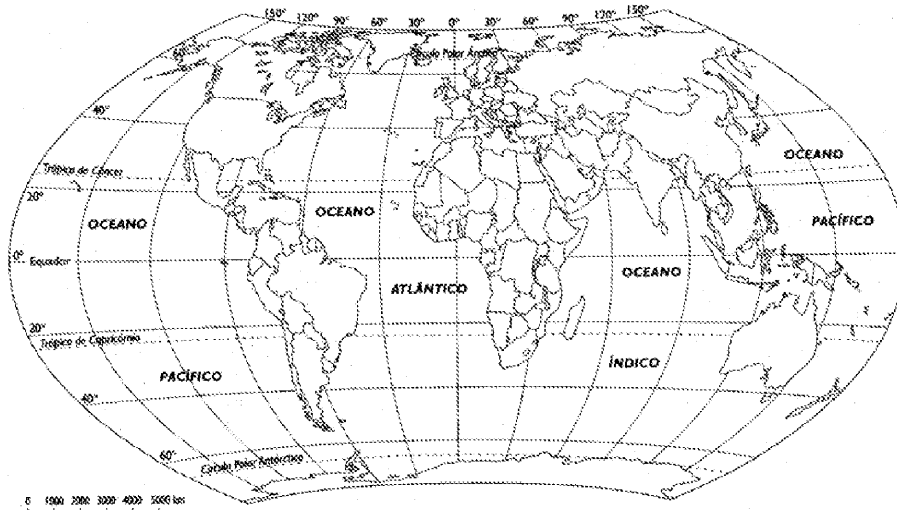 150° 120° 90° 60° 30° 0° 30° 60° 90° 120° 150°
Círculo Polar Ártico
40°
Trópico de Câncer
20°
OCEANO
OCEANO
OCEANO
PACÍFICO
0° Equador
OCEANO
ATLÂNTICO
20°
Trópico de Capricórnio
PACÍFICO
ÍNDICO
40°
60°
Círculo Polar Antártico
0 1000 2000 3000 4000 5000 km